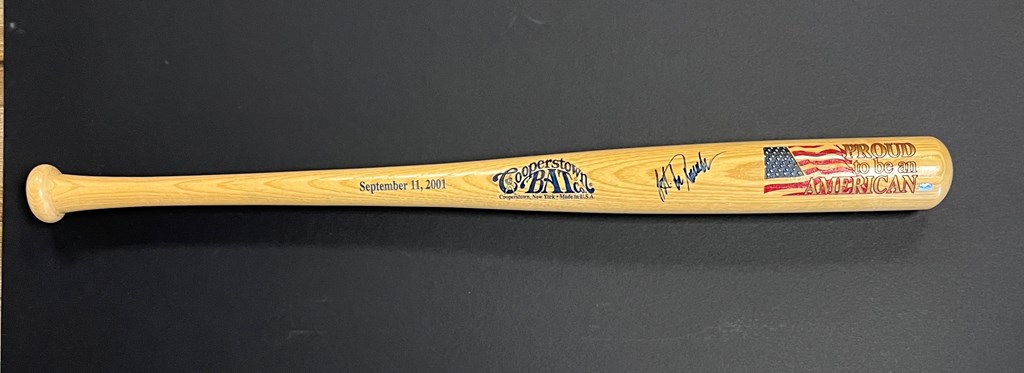 September 11, 2001
Cooperstown
BAT Co.
Cooperstown, New York • Made in U.S.A
PROUD
to be an
AMERICAN